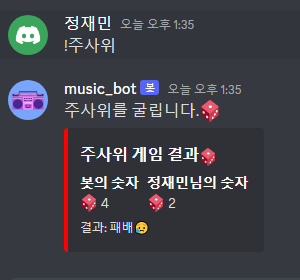 정재민 오늘 오후 1:35
!주사위
music_bot 봇 오늘 오후 1:35
주사위를 굴립니다.🎲
주사위 게임 결과🎲
봇의 숫자 정재민님의 숫자
🎲 4 🎲 2
결과: 패배😥